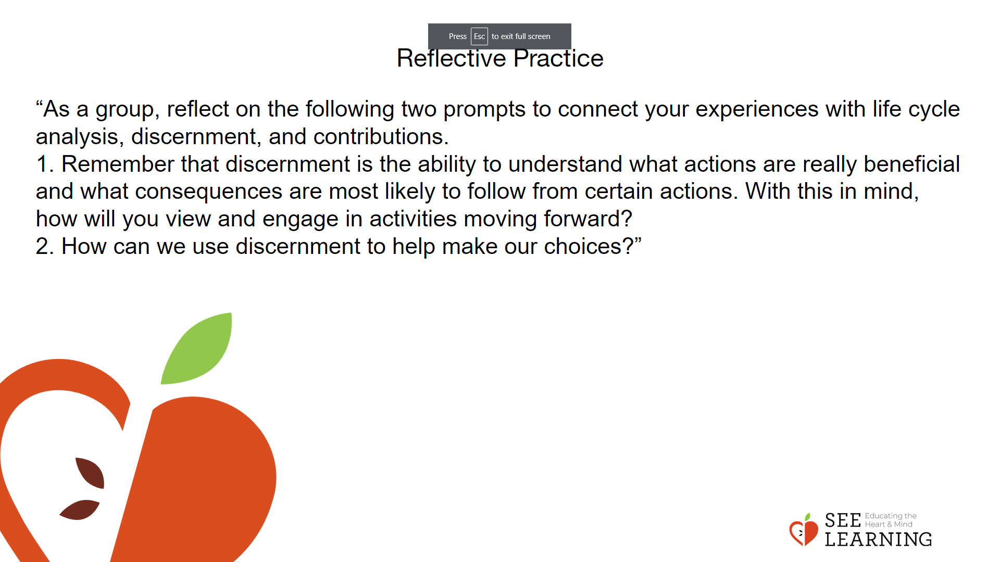 Press Esc to exit full screen
Reflective Practice
“As a group, reflect on the following two prompts to connect your experiences with life cycle
analysis, discernment, and contributions.
1. Remember that discernment is the ability to understand what actions are really beneficial
and what consequences are most likely to follow from certain actions. With this in mind,
how will you view and engage in activities moving forward?
2. How can we use discernment to help make our choices?”
SEE Educating the
Heart & Mind
LEARNING